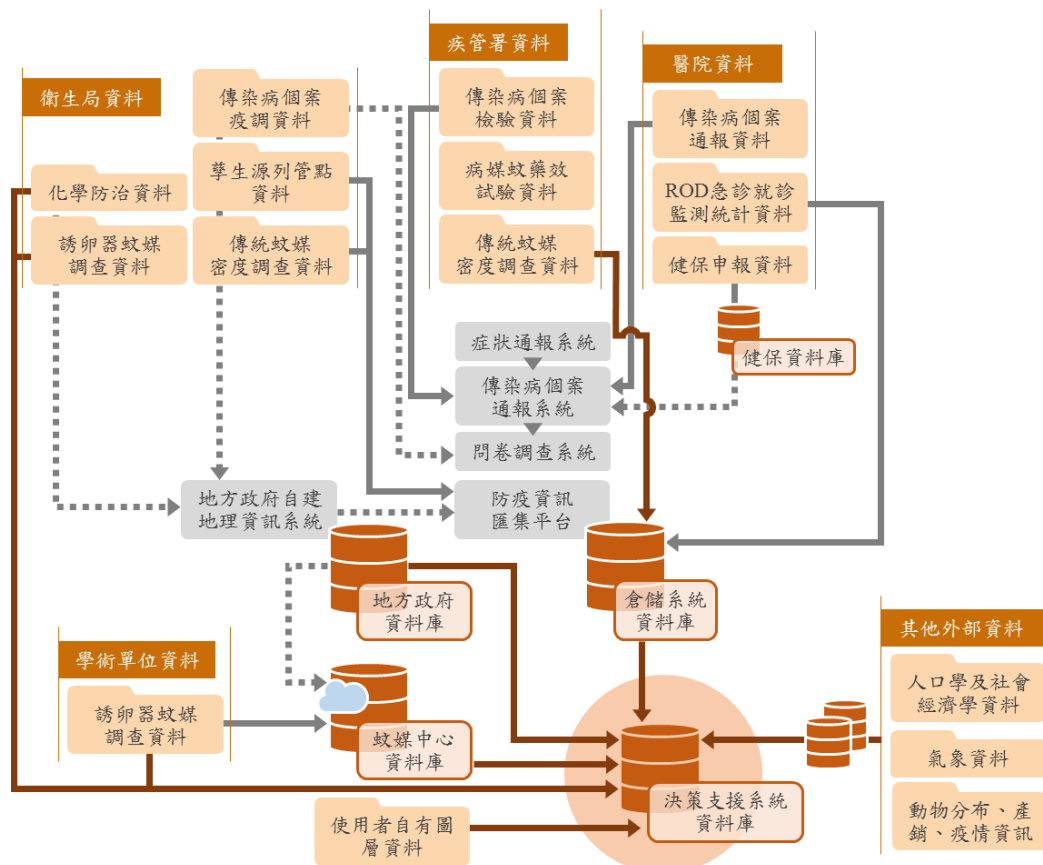 疾管署資料
醫院資料
衛生局資料
傳染病個案
疫調資料
孳生源列管點
資料
化學防治資料
誘卵器蚊媒
調查資料
傳統蚊媒
密度調查資料
傳染病個案
檢驗資料
病媒蚊藥效
試驗資料
傳統蚊媒
密度調查資料
傳染病個案
通報資料
ROD急診就診
監測統計資料
健保申報資料
健保資料庫
症狀通報系統
傳染病個案
通報系統
問卷調查系統
地方政府自建
地理資訊系統
防疫資訊
匯集平台
地方政府
資料庫
倉儲系統
資料庫
學術單位資料
誘卵器蚊媒
調查資料
蚊媒中心
資料庫
其他外部資料
人口學及社會
經濟學資料
氣象資料
動物分布、產
銷、疫情資訊
決策支援系統
資料庫
使用者自有圖
層資料